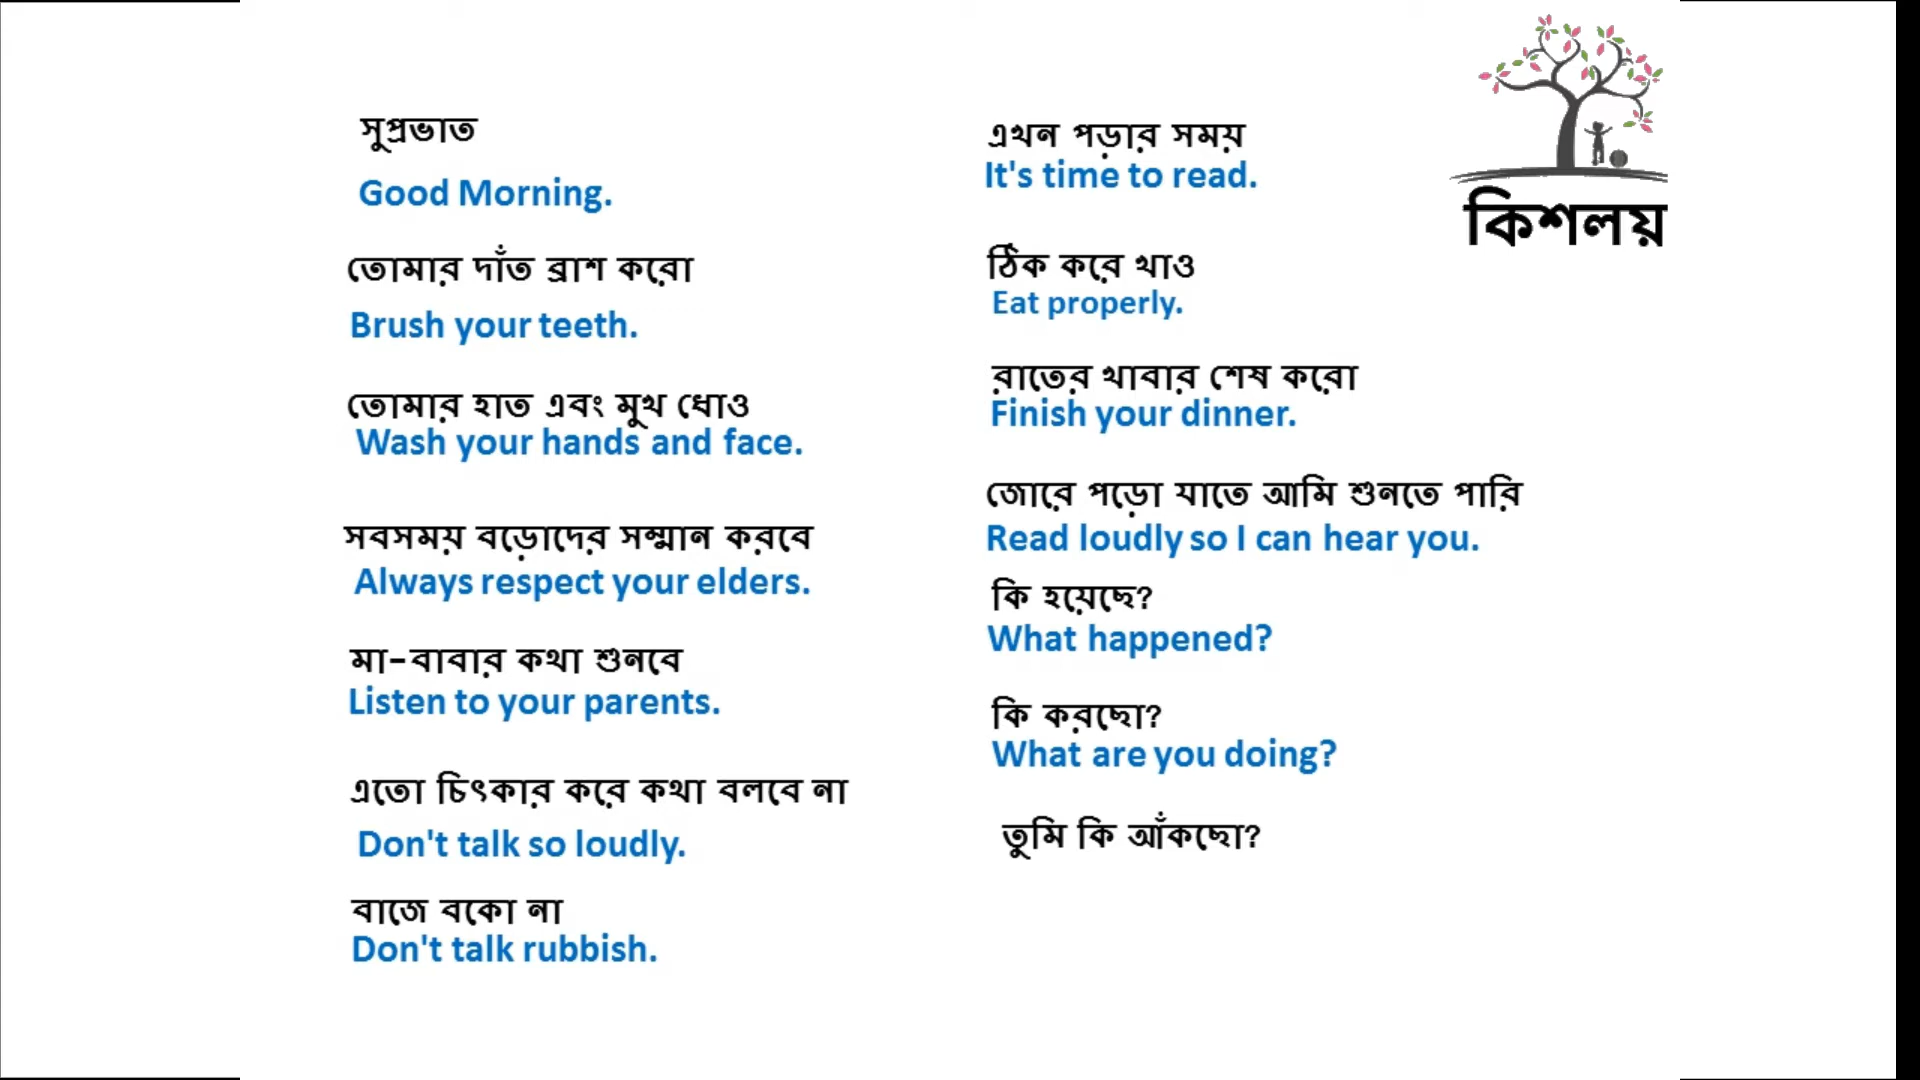 সুপ্রভাত
Good Morning.
তোমার দাঁত ব্রাশ করো
Brush your teeth.
তোমার হাত এবং মুখ ধোও
Wash your hands and face.
সবসময় বড়োদের সম্মান করবে
Always respect your elders.
মা-বাবার কথা শুনবে
Listen to your parents.
এতো চিৎকার করে কথা বলবে না
Don't talk so loudly.
বাজে বকো না
Don't talk rubbish.
এখন পড়ার সময়
It's time to read.
ঠিক করে খাও
Eat properly.
রাতের খাবার শেষ করো
Finish your dinner.
জোরে পড়ো যাতে আমি শুনতে পারি
Read loudly so I can hear you.
কি হয়েছে?
What happened?
কি করছো?
What are you doing?
তুমি কি আঁকছো?
কিশলয়